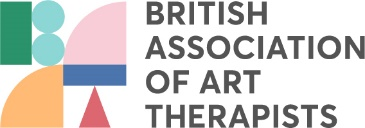 BRITISH
ASSOCIATION
OF ART
THERAPISTS